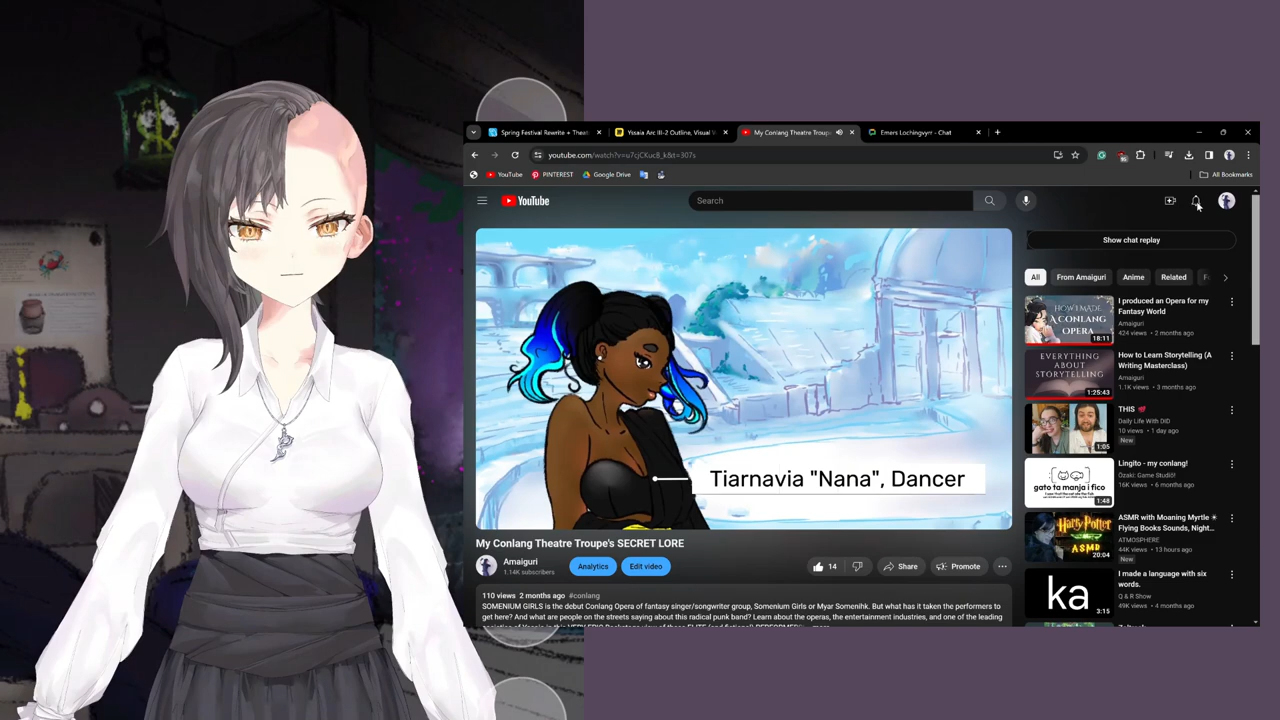 Spring Festival Rewrite + Theat
Yssaia Arc III-2 Outline, Visual
My Conlang Theatre Troupe
Emers Lochingvyrr - Chat
youtube.com/watch?v=u7cjCKucB_k&t=307s
YouTube
PINTEREST
Google Drive
All Bookmarks
YouTube
Search
Show chat replay
All
From Amaiguri
Anime
Related
HOW I MADE
A CONLANG
OPERA
18:11
I produced an Opera for my
Fantasy World
Amaiguri
424 views • 2 months ago
EVERYTHING
ABOUT
STORYTELLING
1:25:43
How to Learn Storytelling (A
Writing Masterclass)
Amaiguri
1.1K views • 3 months ago
1:05
THIS
Daily Life With DID
10 views • 1 day ago
New
gato ta manja i fico
1:48
Lingito - my conlang!
Ozaki: Game Studio!
16K views • 6 months ago
Harry Potter
ASMR
20:04
ASMR with Moaning Myrtle
Flying Books Sounds, Night...
ATMOSPHERE
44K views • 13 hours ago
New
ka
3:15
I made a language with six
words.
Q & R Show
49K views • 4 months ago
Tiarnavia "Nana", Dancer
My Conlang Theatre Troupe's SECRET LORE
Amaiguri
1.14K subscribers
Analytics
Edit video
14
Share
Promote
110 views 2 months ago #conlang
SOMENIUM GIRLS is the debut Conlang Opera of fantasy singer/songwriter group, Somenium Girls or Myar Somenihk. But what has it taken the performers to
get here? And what are people on the streets saying about this radical punk band? Learn about the operas, the entertainment industries, and one of the leading